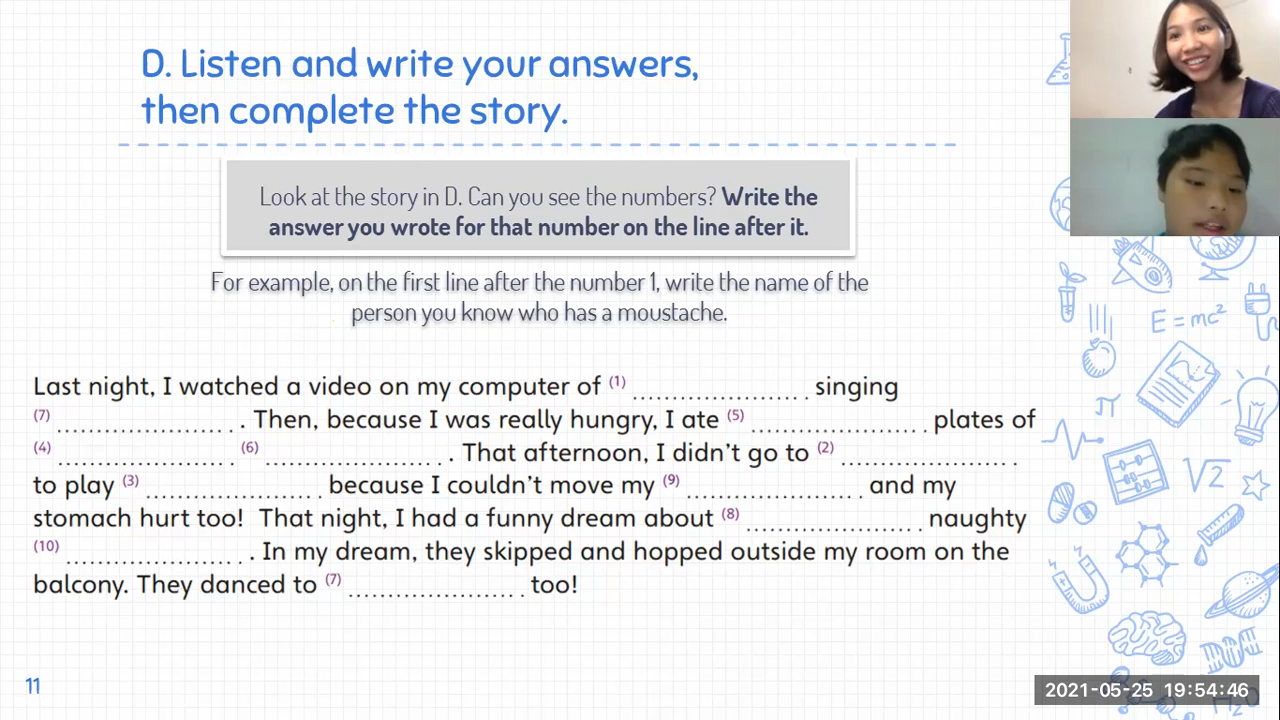 D. Listen and write your answers,
then complete the story.
Look at the story in D. Can you see the numbers? Write the
answer you wrote for that number on the line after it.
For example, on the first line after the number 1, write the name of the
person you know who has a moustache.
Last night, I watched a video on my computer of (1) ...................... singing
(7) ....................... . Then, because I was really hungry, I ate (5) ...................... plates of
(4) ...................... (6) ....................... . That afternoon, I didn't go to (2) ......................
to play (3) ...................... because I couldn't move my (9) ...................... and my
stomach hurt too! That night, I had a funny dream about (8) ...................... naughty
(10) ....................... . In my dream, they skipped and hopped outside my room on the
balcony. They danced to (7) ...................... too!
E = mc²
π
√2
DNA
H₂O
11
2021-05-25 19:54:46